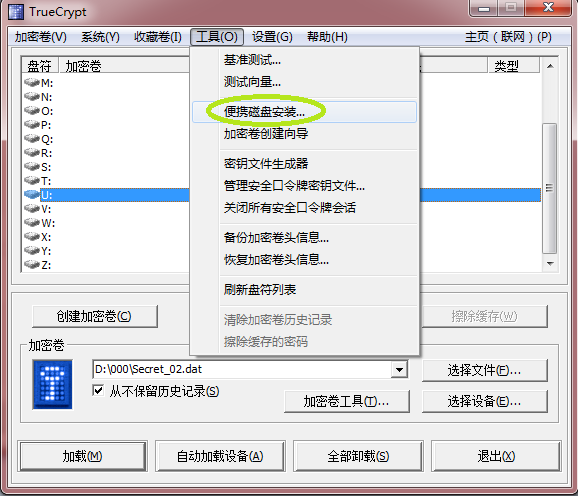 TrueCrypt
加密卷(V) 系统(Y) 收藏卷(I) 工具(O) 设置(G) 帮助(H) 主页（联网）(P)
盘符 加密卷 类型
基准测试...
测试向量...
便携磁盘安装...
加密卷创建向导
密钥文件生成器
管理安全口令牌密钥文件...
关闭所有安全口令牌会话
备份加密卷头信息...
恢复加密卷头信息...
刷新盘符列表
清除加密卷历史记录
擦除缓存的密码
M:
N:
O:
P:
Q:
R:
S:
T:
U:
V:
W:
X:
Y:
Z:
创建加密卷(C) 擦除缓存(W)
加密卷
D:\000\Secret_02.dat 选择文件(F)...
从不保留历史记录(S)
加密卷工具(T)... 选择设备(E)...
加载(M) 自动加载设备(A) 全部卸载(S) 退出(X)